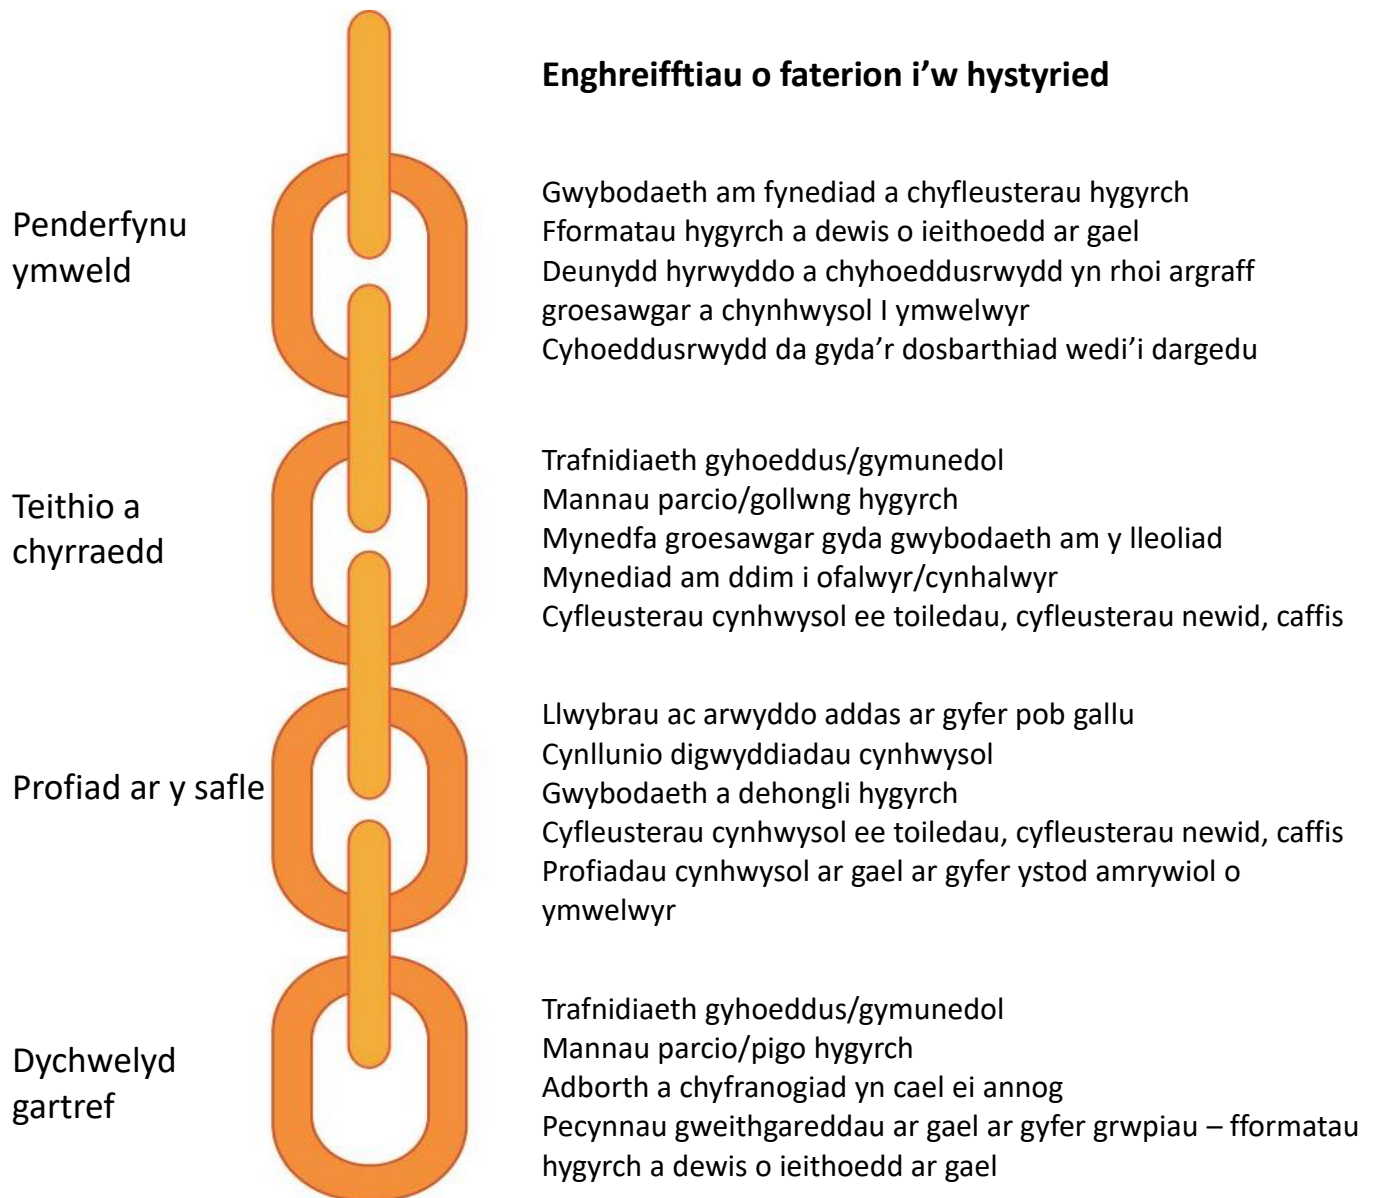 Enghreifftiau o faterion i’w hystyried
Penderfynu
ymweld
Gwybodaeth am fynediad a chyfleusterau hygyrch
Fformatau hygyrch a dewis o ieithoedd ar gael
Deunydd hyrwyddo a chyhoeddusrwydd yn rhoi argraff
groesawgar a chynhwysol I ymwelwyr
Cyhoeddusrwydd da gyda’r dosbarthiad wedi’i dargedu
Teithio a
chyrraedd
Trafnidiaeth gyhoeddus/gymunedol
Mannau parcio/gollwng hygyrch
Mynedfa groesawgar gyda gwybodaeth am y lleoliad
Mynediad am ddim i ofalwyr/cynhalwyr
Cyfleusterau cynhwysol ee toiledau, cyfleusterau newid, caffis
Profiad ar y safle
Llwybrau ac arwyddo addas ar gyfer pob gallu
Cynllunio digwyddiadau cynhwysol
Gwybodaeth a dehongli hygyrch
Cyfleusterau cynhwysol ee toiledau, cyfleusterau newid, caffis
Profiadau cynhwysol ar gael ar gyfer ystod amrywiol o
ymwelwyr
Dychwelyd
gartref
Trafnidiaeth gyhoeddus/gymunedol
Mannau parcio/pigo hygyrch
Adborth a chyfranogiad yn cael ei annog
Pecynnau gweithgareddau ar gael ar gyfer grwpiau – fformatau
hygyrch a dewis o ieithoedd ar gael